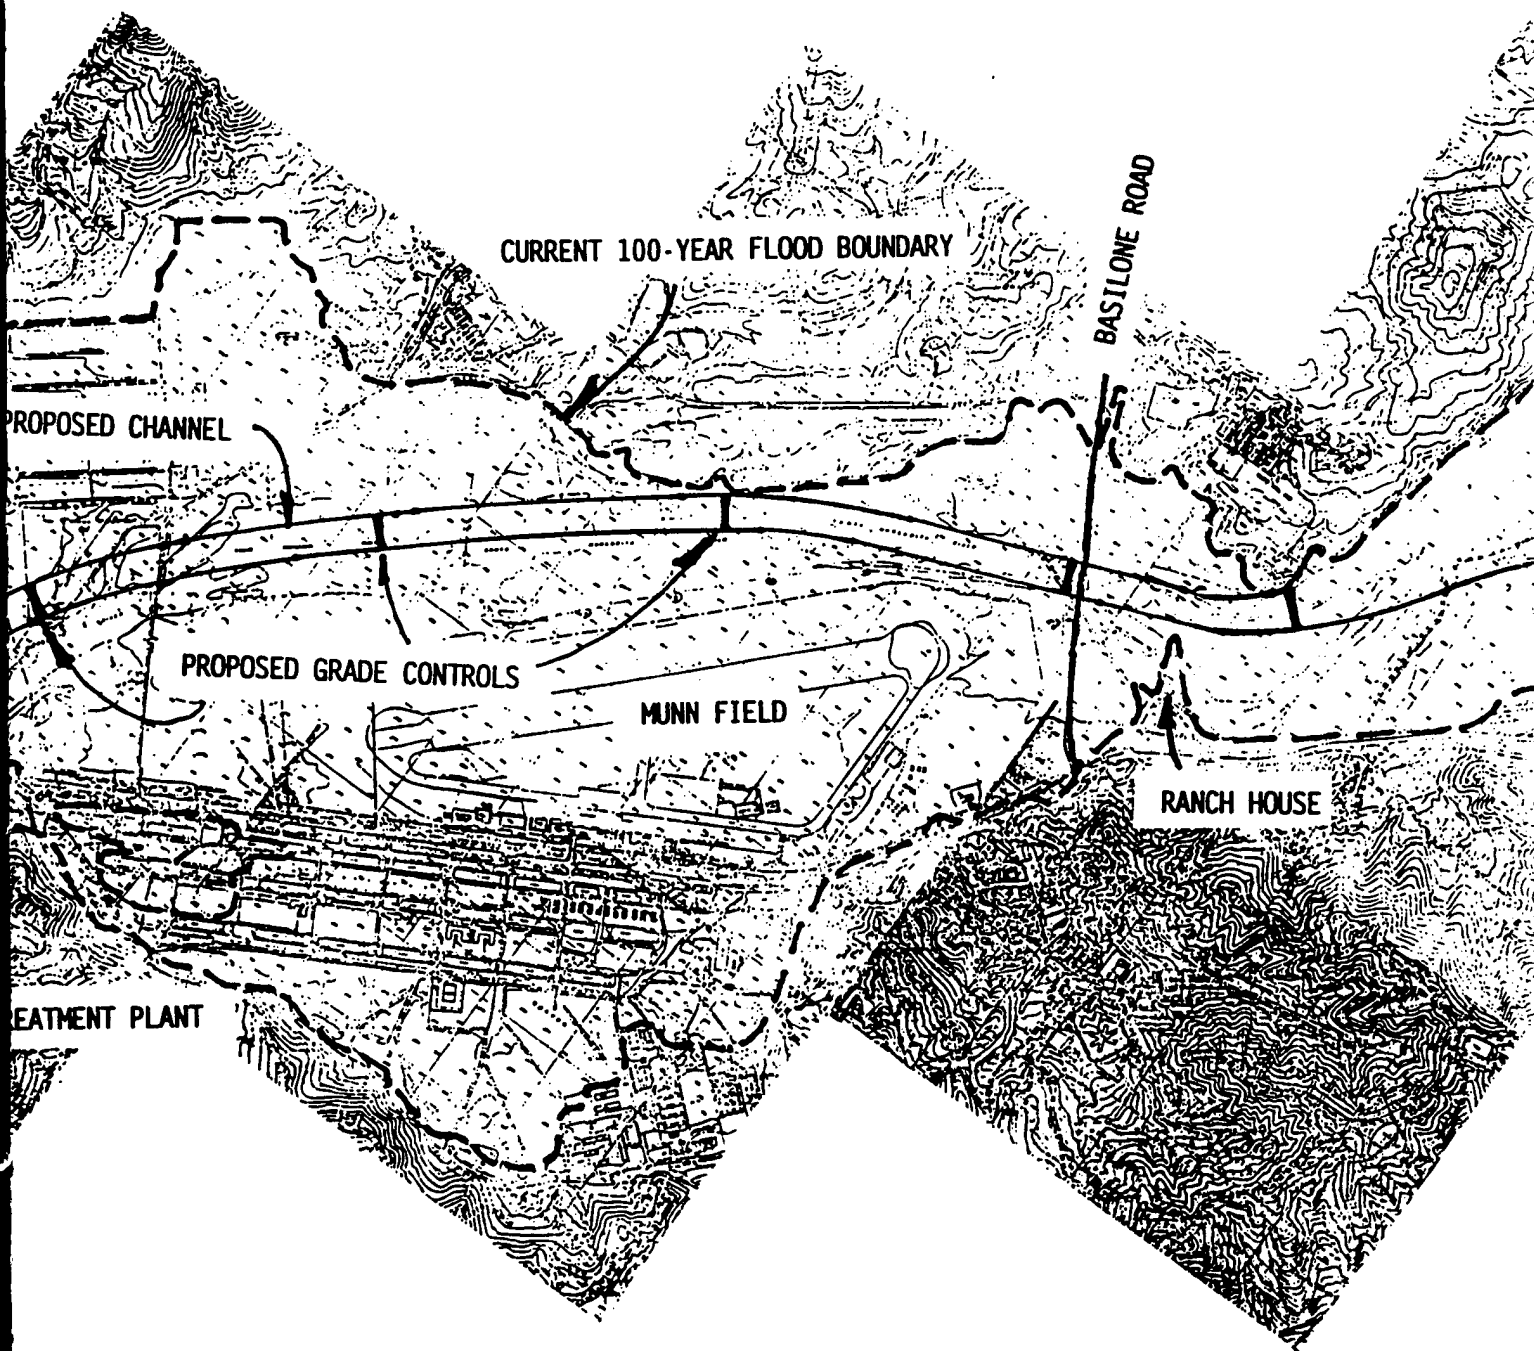 CURRENT 100-YEAR FLOOD BOUNDARY
BASILONE ROAD
PROPOSED CHANNEL
PROPOSED GRADE CONTROLS
MUNN FIELD
RANCH HOUSE
EATMENT PLANT